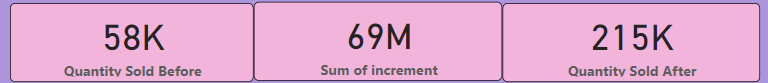 58K
Quantity Sold Before
69M
Sum of increment
215K
Quantity Sold After